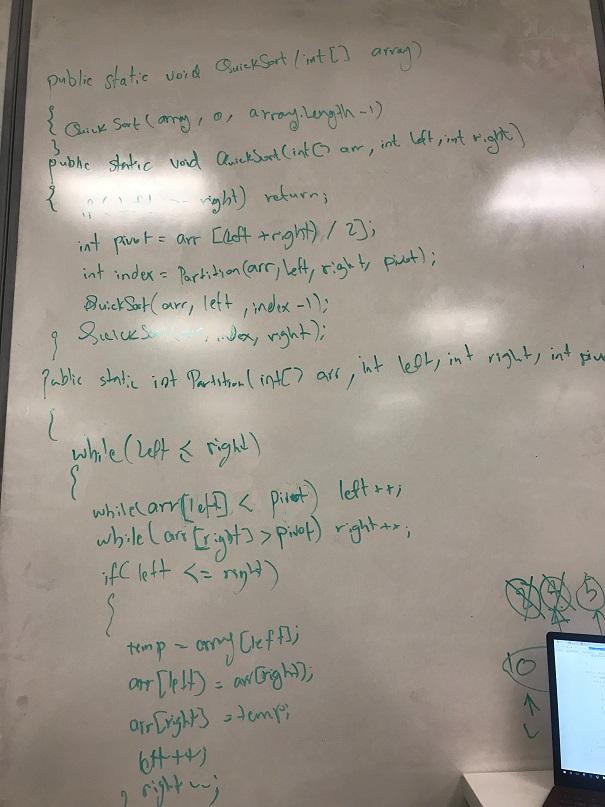 public static void QuickSort(int[] array)
{ QuickSort(array, 0, array.length-1)
}
public static void QuickSort(int[] arr, int left, int right)
{ right) return;
int pivot = arr [(left + right) / 2];
int index = Partition(arr, left, right, pivot);
QuickSort(arr, left, index -1);
QuickSort( index, right);
}
Public static int Partition(int[] arr, int left, int right, int
{
while(left ≤ right)
{
while(arr[left] < pivot) left++;
while(arr[right] > pivot) right++;
if( left <= right)
{
temp = array[left];
arr[left] = arr[right];
arr[right] = temp;
left++;
right--;
5
10
L